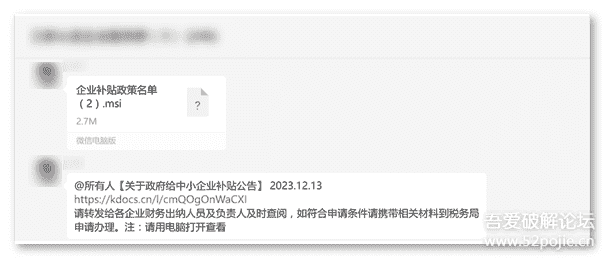 企业补贴政策名单
（2）.msi
?
2.7M
微信电脑版
@所有人【关于政府给中小企业补贴公告】 2023.12.13
https://kdocs.cn/l/cmQOgOnWaCXl
请转发给各企业财务出纳人员及负责人及时查阅，如符合申请条件请携带相关材料到税务局
申请办理。注：请用电脑打开查看
吾爱破解论坛
www.52pojie.cn